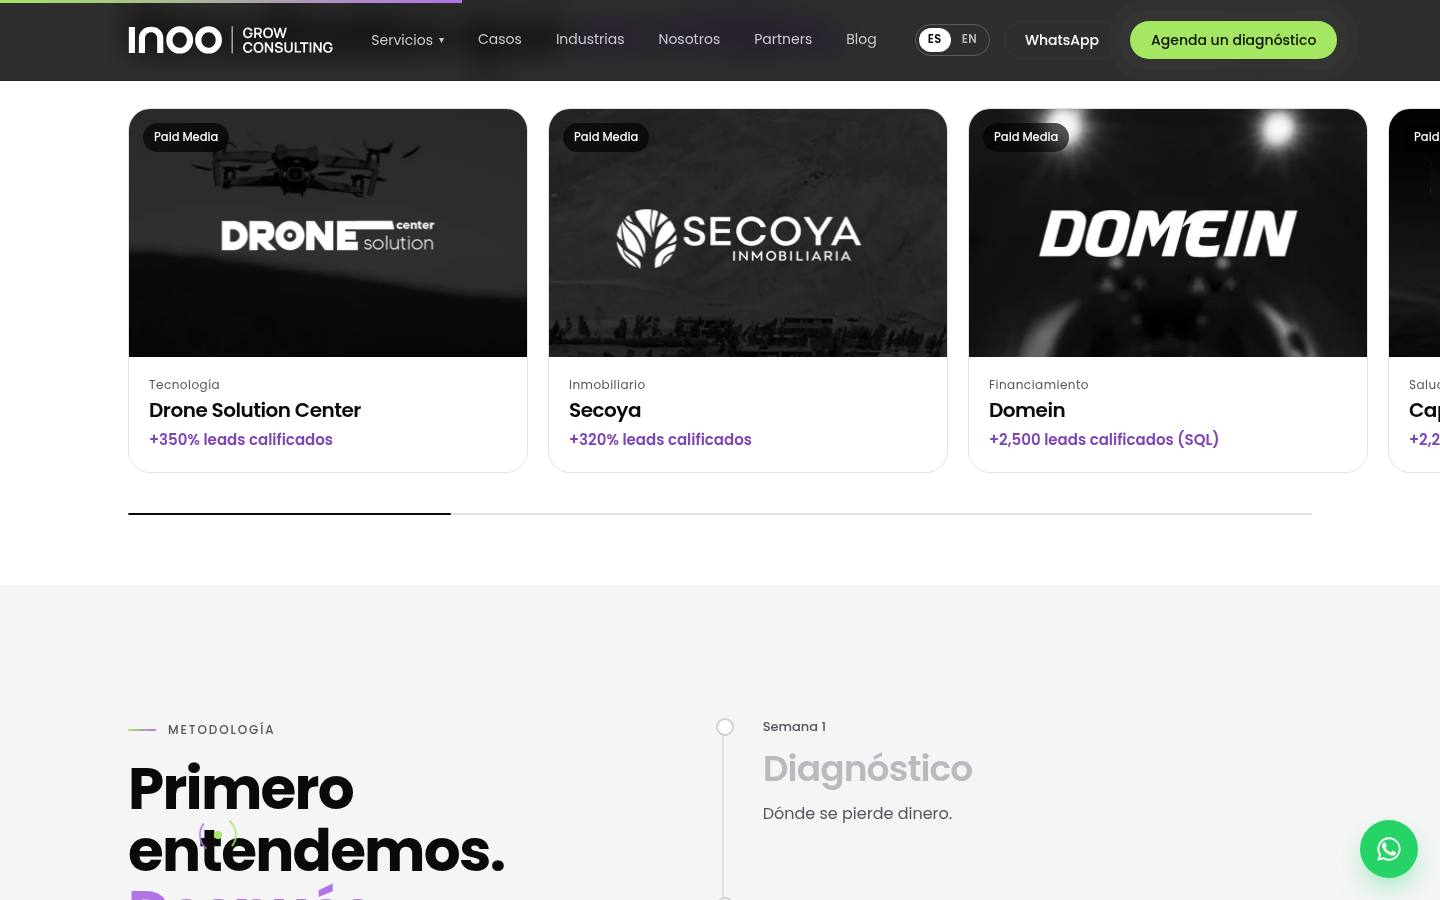 INOO GROW CONSULTING
Servicios ▾ Casos Industrias Nosotros Partners Blog ES EN WhatsApp Agenda un diagnóstico
Paid Media
DRONE center solution
Tecnología
Drone Solution Center
+350% leads calificados
Paid Media
SECOYA
INMOBILIARIA
Inmobiliario
Secoya
+320% leads calificados
Paid Media
DOMEIN
Financiamiento
Domein
+2,500 leads calificados (SQL)
Paid
METODOLOGÍA
Primero
entendemos.
Después
Semana 1
Diagnóstico
Dónde se pierde dinero.